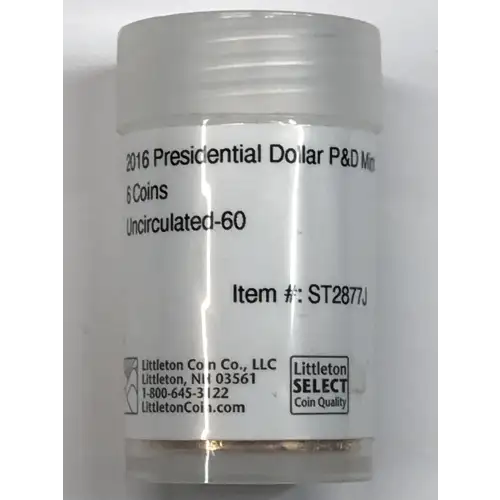 2016 Presidential Dollar P&D Min
6 Coins
Uncirculated-60
Item #: ST2877J
Littleton Coin Co., LLC
Littleton, NH 03561
1-800-645-3122
LittletonCoin.com
Littleton
SELECT
Coin Quality